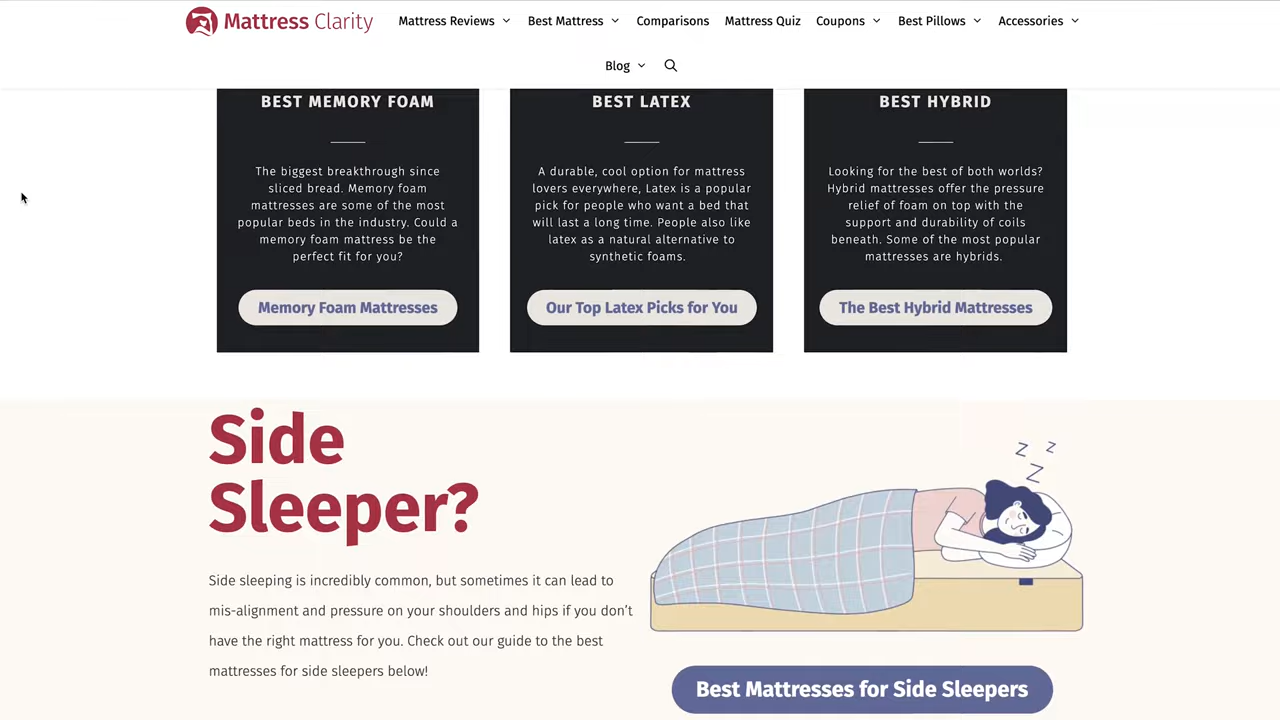 Mattress Clarity
Mattress Reviews Best Mattress Comparisons Mattress Quiz Coupons Best Pillows Accessories
Blog
BEST MEMORY FOAM
The biggest breakthrough since
sliced bread. Memory foam
mattresses are some of the most
popular beds in the industry. Could a
memory foam mattress be the
perfect fit for you?
Memory Foam Mattresses
BEST LATEX
A durable, cool option for mattress
lovers everywhere, Latex is a popular
pick for people who want a bed that
will last a long time. People also like
latex as a natural alternative to
synthetic foams.
Our Top Latex Picks for You
BEST HYBRID
Looking for the best of both worlds?
Hybrid mattresses offer the pressure
relief of foam on top with the
support and durability of coils
beneath. Some of the most popular
mattresses are hybrids.
The Best Hybrid Mattresses
Side
Sleeper?
Side sleeping is incredibly common, but sometimes it can lead to
mis-alignment and pressure on your shoulders and hips if you don't
have the right mattress for you. Check out our guide to the best
mattresses for side sleepers below!
z z
z
Best Mattresses for Side Sleepers